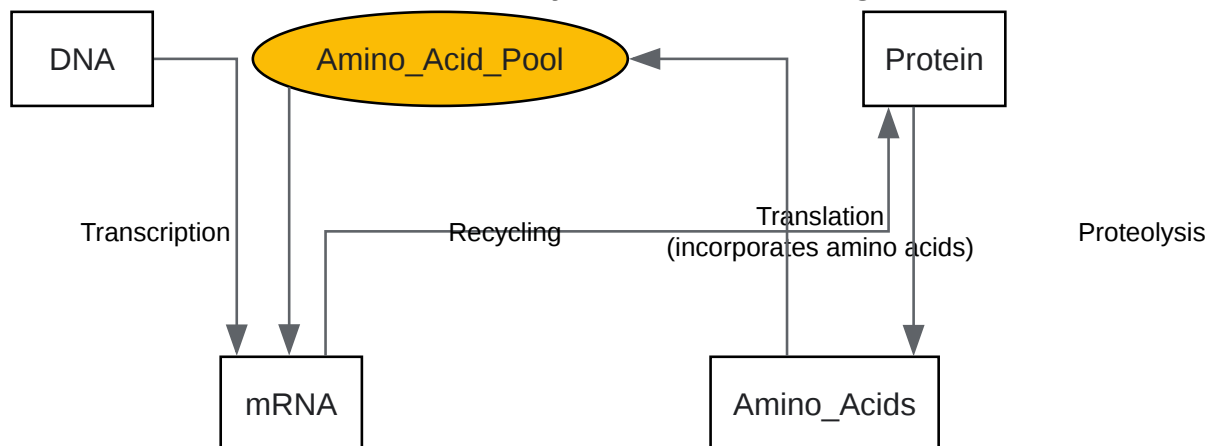 DNA
Amino_Acid_Pool
Protein
Transcription
Recycling
Translation
(incorporates amino acids)
Proteolysis
mRNA
Amino_Acids